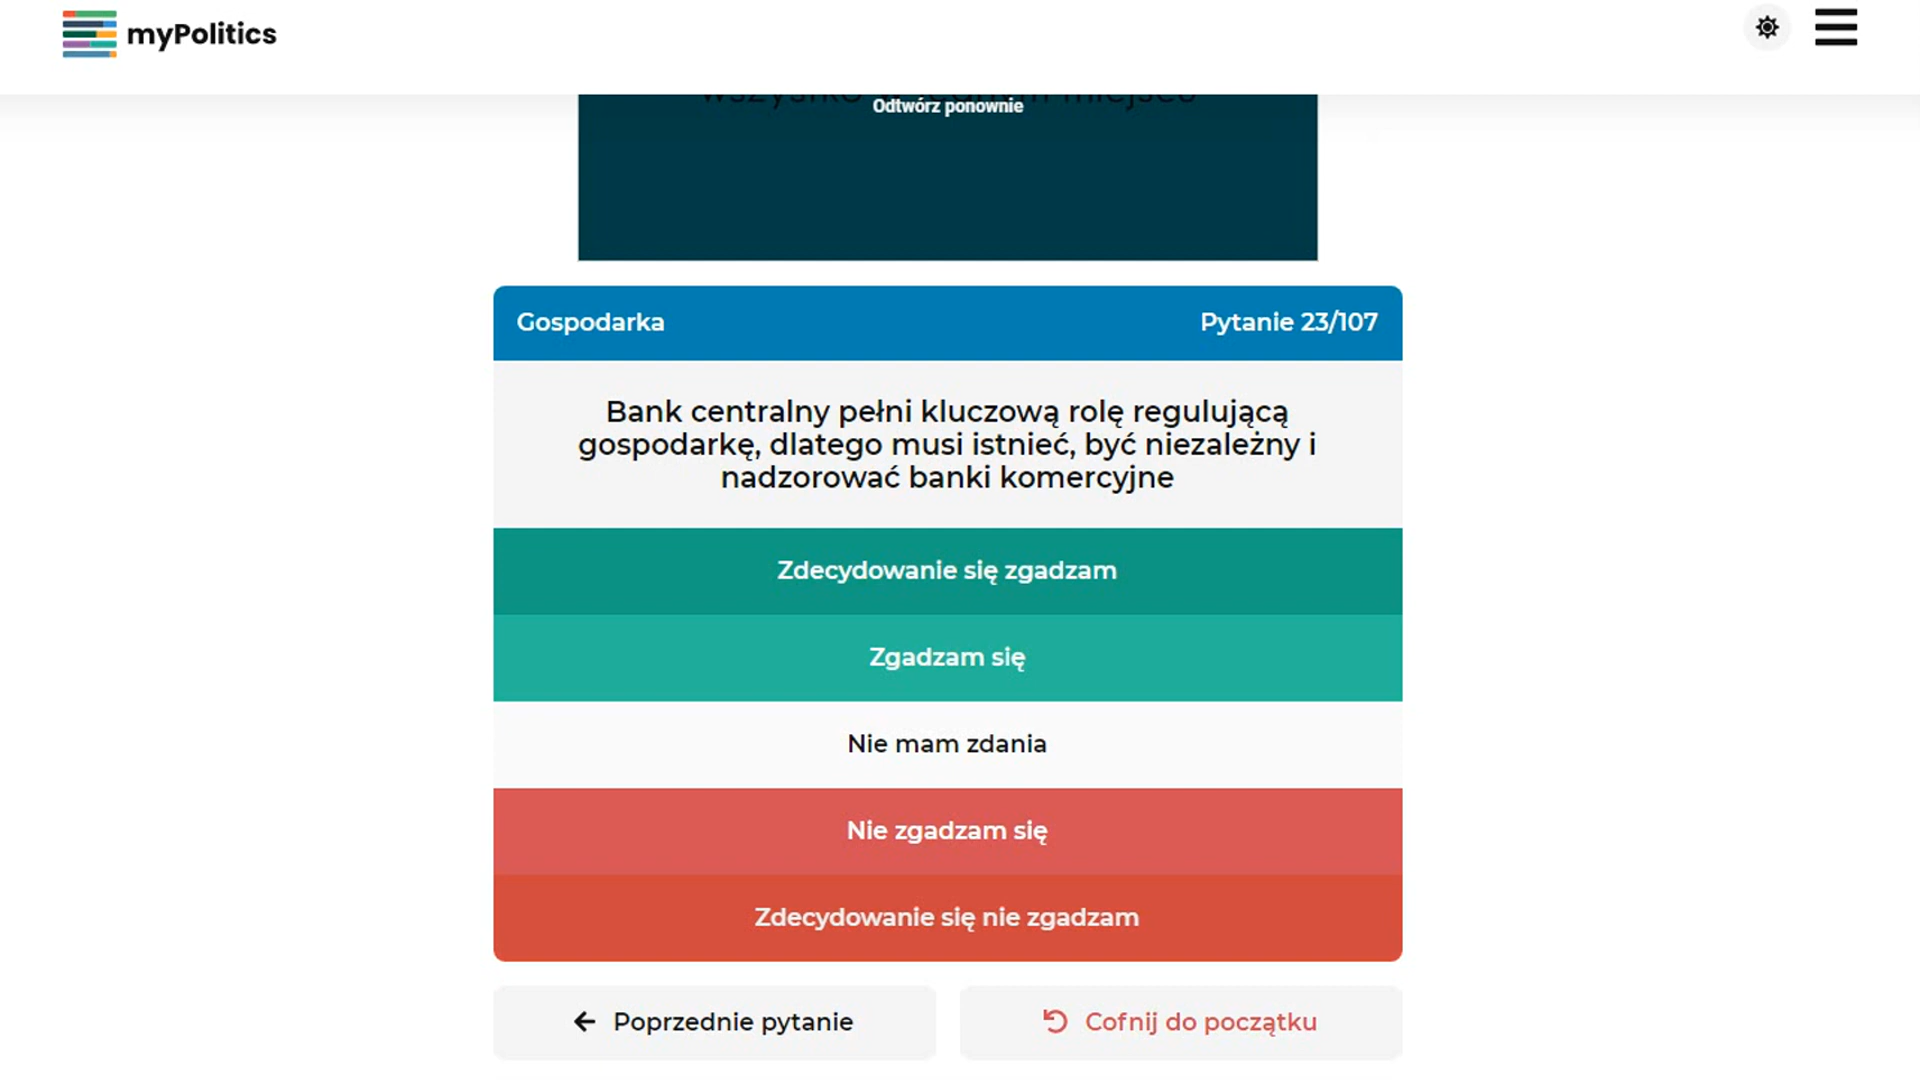 myPolitics
Odtwórz ponownie
Gospodarka
Pytanie 23/107
Bank centralny pełni kluczową rolę regulującą
gospodarkę, dlatego musi istnieć, być niezależny i
nadzorować banki komercyjne
Zdecydowanie się zgadzam
Zgadzam się
Nie mam zdania
Nie zgadzam się
Zdecydowanie się nie zgadzam
Poprzednie pytanie
Cofnij do początku